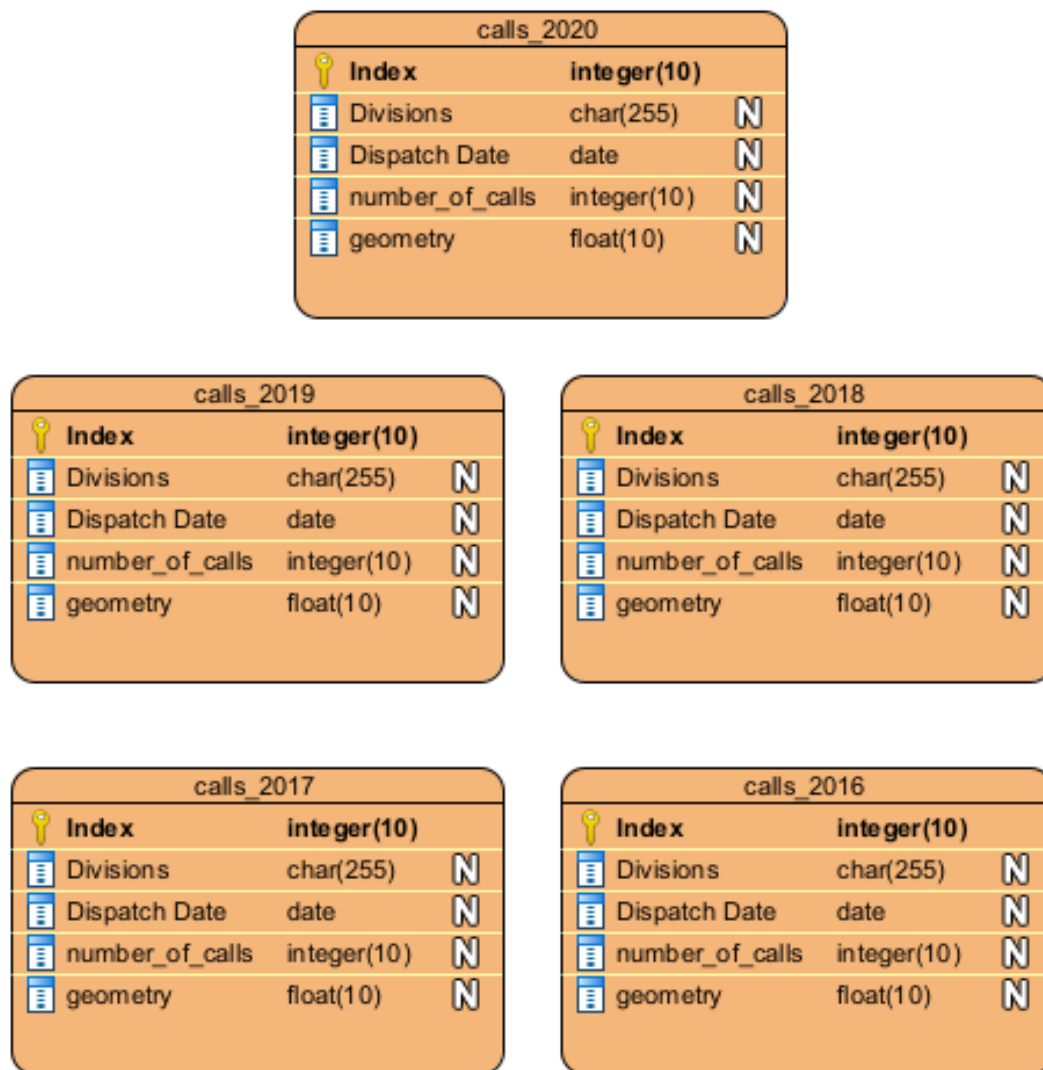 calls_2020
Index integer(10)
Divisions char(255) N
Dispatch Date date N
number_of_calls integer(10) N
geometry float(10) N
calls_2019
Index integer(10)
Divisions char(255) N
Dispatch Date date N
number_of_calls integer(10) N
geometry float(10) N
calls_2018
Index integer(10)
Divisions char(255) N
Dispatch Date date N
number_of_calls integer(10) N
geometry float(10) N
calls_2017
Index integer(10)
Divisions char(255) N
Dispatch Date date N
number_of_calls integer(10) N
geometry float(10) N
calls_2016
Index integer(10)
Divisions char(255) N
Dispatch Date date N
number_of_calls integer(10) N
geometry float(10) N